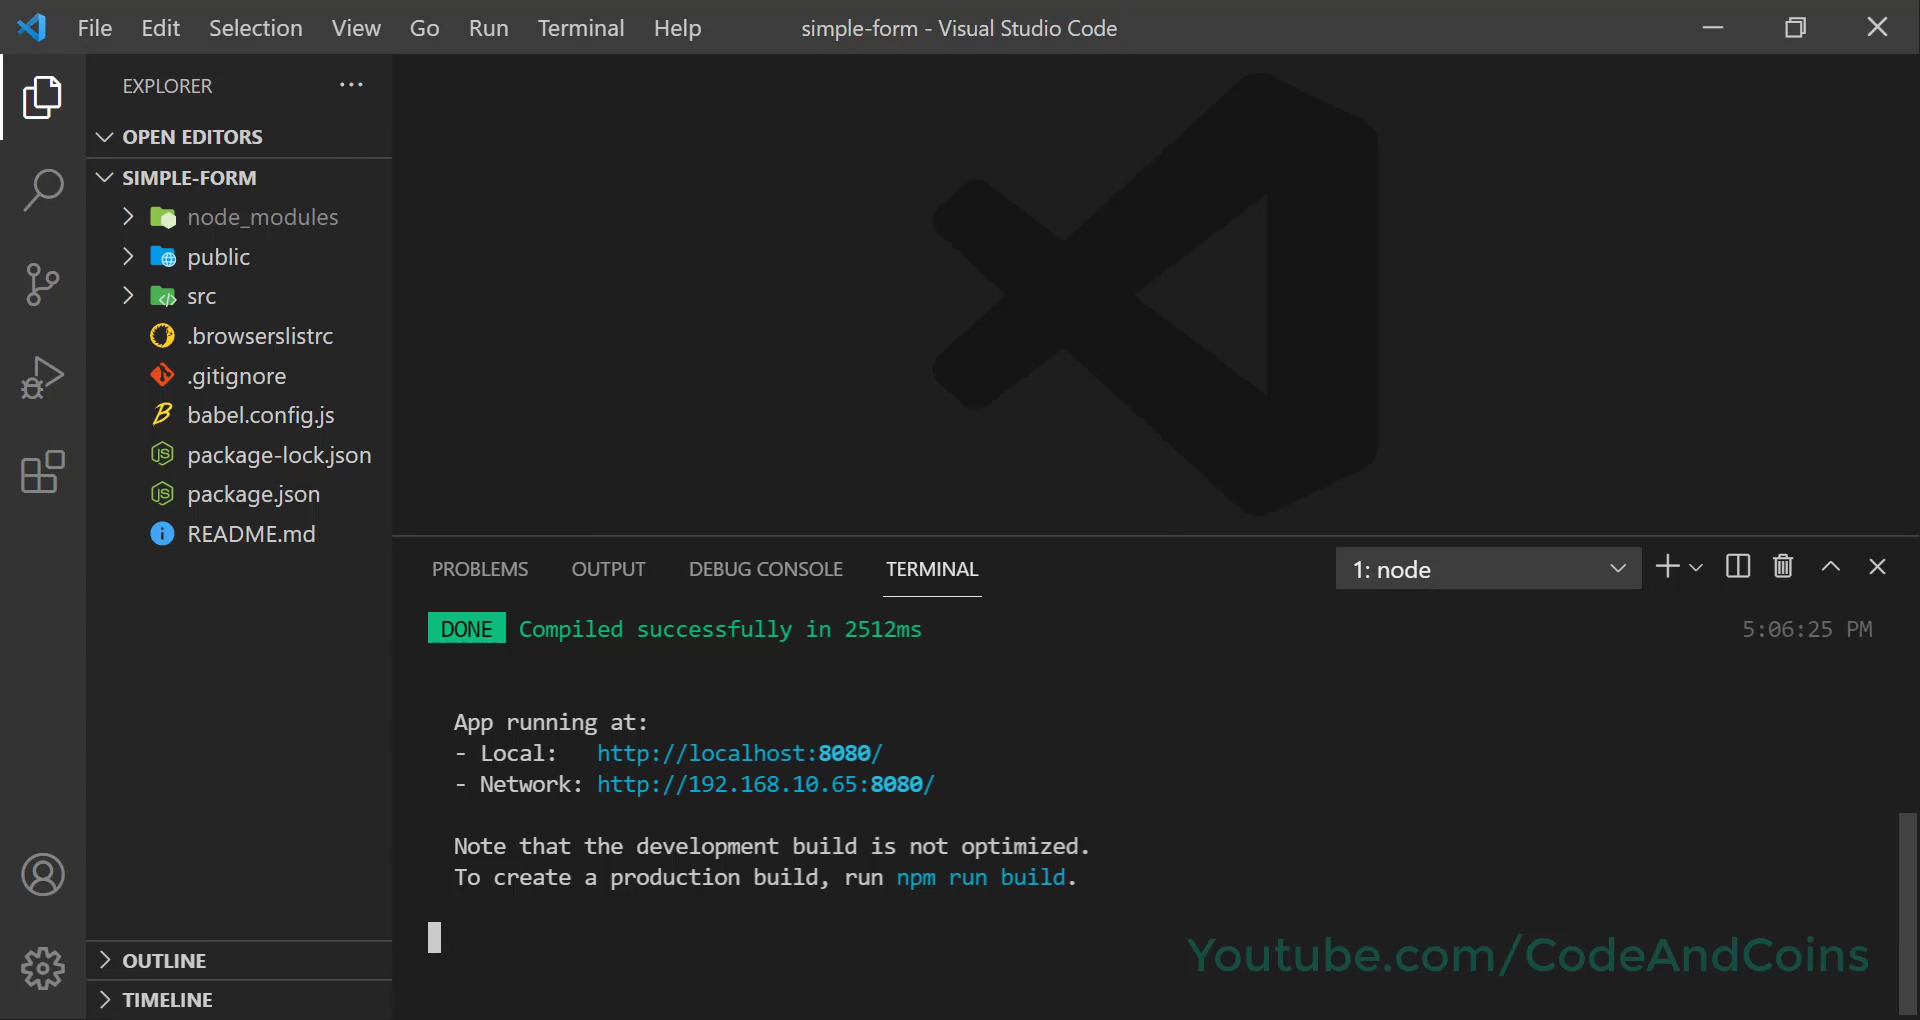 File Edit Selection View Go Run Terminal Help simple-form - Visual Studio Code
EXPLORER
OPEN EDITORS
SIMPLE-FORM
node_modules
public
src
.browserslistrc
.gitignore
babel.config.js
package-lock.json
package.json
README.md
OUTLINE
TIMELINE
PROBLEMS OUTPUT DEBUG CONSOLE TERMINAL 1: node
DONE Compiled successfully in 2512ms 5:06:25 PM
App running at:
- Local: http://localhost:8080/
- Network: http://192.168.10.65:8080/
Note that the development build is not optimized.
To create a production build, run npm run build.
Youtube.com/CodeAndCoins